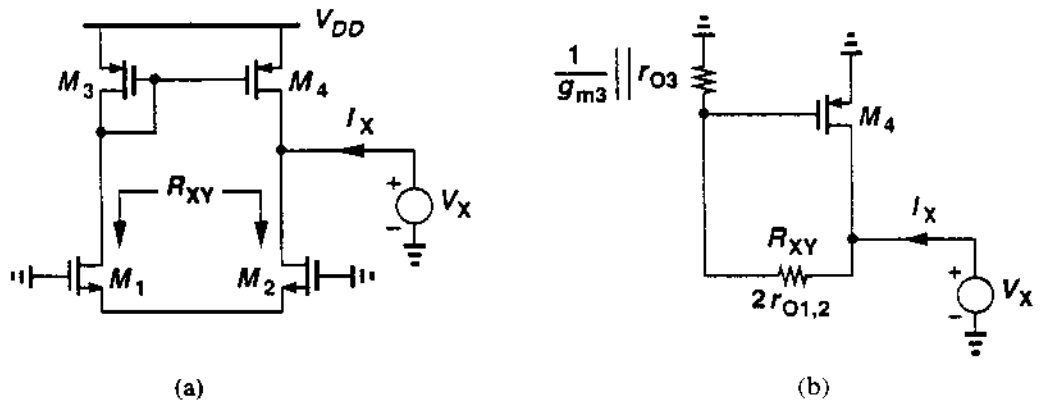 V_DD
M_3
M_4
I_X
R_XY
+
V_X
-
M_1
M_2
(a)
1/g_m3 || r_O3
M_4
I_X
R_XY
2r_O1,2
+
V_X
-
(b)